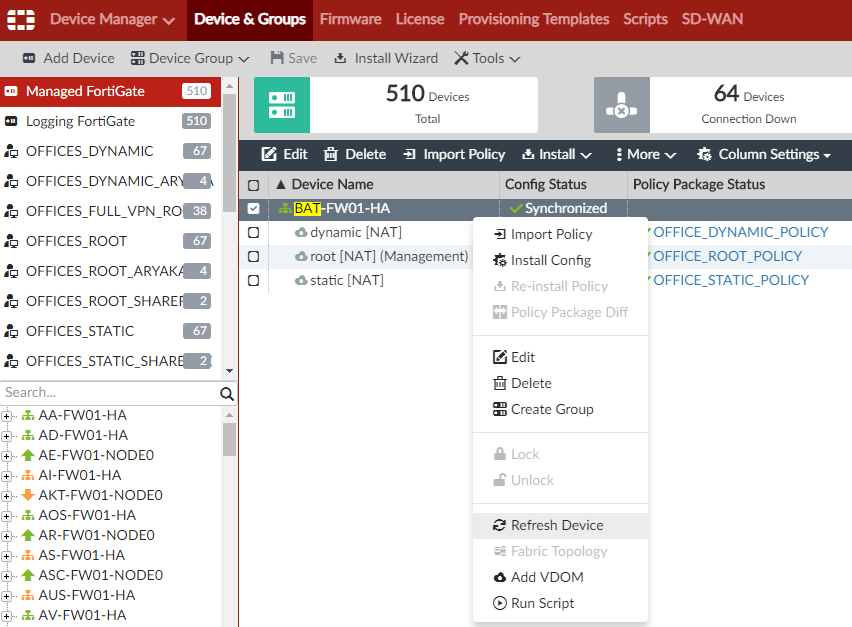 Device Manager Device & Groups Firmware License Provisioning Templates Scripts SD-WAN
Add Device Device Group Save Install Wizard Tools
Managed FortiGate 510
Logging FortiGate 510
OFFICES_DYNAMIC 67
OFFICES_DYNAMIC_ARY 4
OFFICES_FULL_VPN_RO 38
OFFICES_ROOT 67
OFFICES_ROOT_ARYAKA 4
OFFICES_ROOT_SHARE 2
OFFICES_STATIC 67
OFFICES_STATIC_SHARE 2
Search...
AA-FW01-HA
AD-FW01-HA
AE-FW01-NODE0
AI-FW01-HA
AKT-FW01-NODE0
AOS-FW01-HA
AR-FW01-NODE0
AS-FW01-HA
ASC-FW01-NODE0
AUS-FW01-HA
AV-FW01-HA
510 Devices
Total
64 Devices
Connection Down
Edit Delete Import Policy Install More Column Settings
Device Name Config Status Policy Package Status
BAT-FW01-HA Synchronized
dynamic [NAT] OFFICE_DYNAMIC_POLICY
root [NAT] (Management) OFFICE_ROOT_POLICY
static [NAT] OFFICE_STATIC_POLICY
Import Policy
Install Config
Re-install Policy
Policy Package Diff
Edit
Delete
Create Group
Lock
Unlock
Refresh Device
Fabric Topology
Add VDOM
Run Script